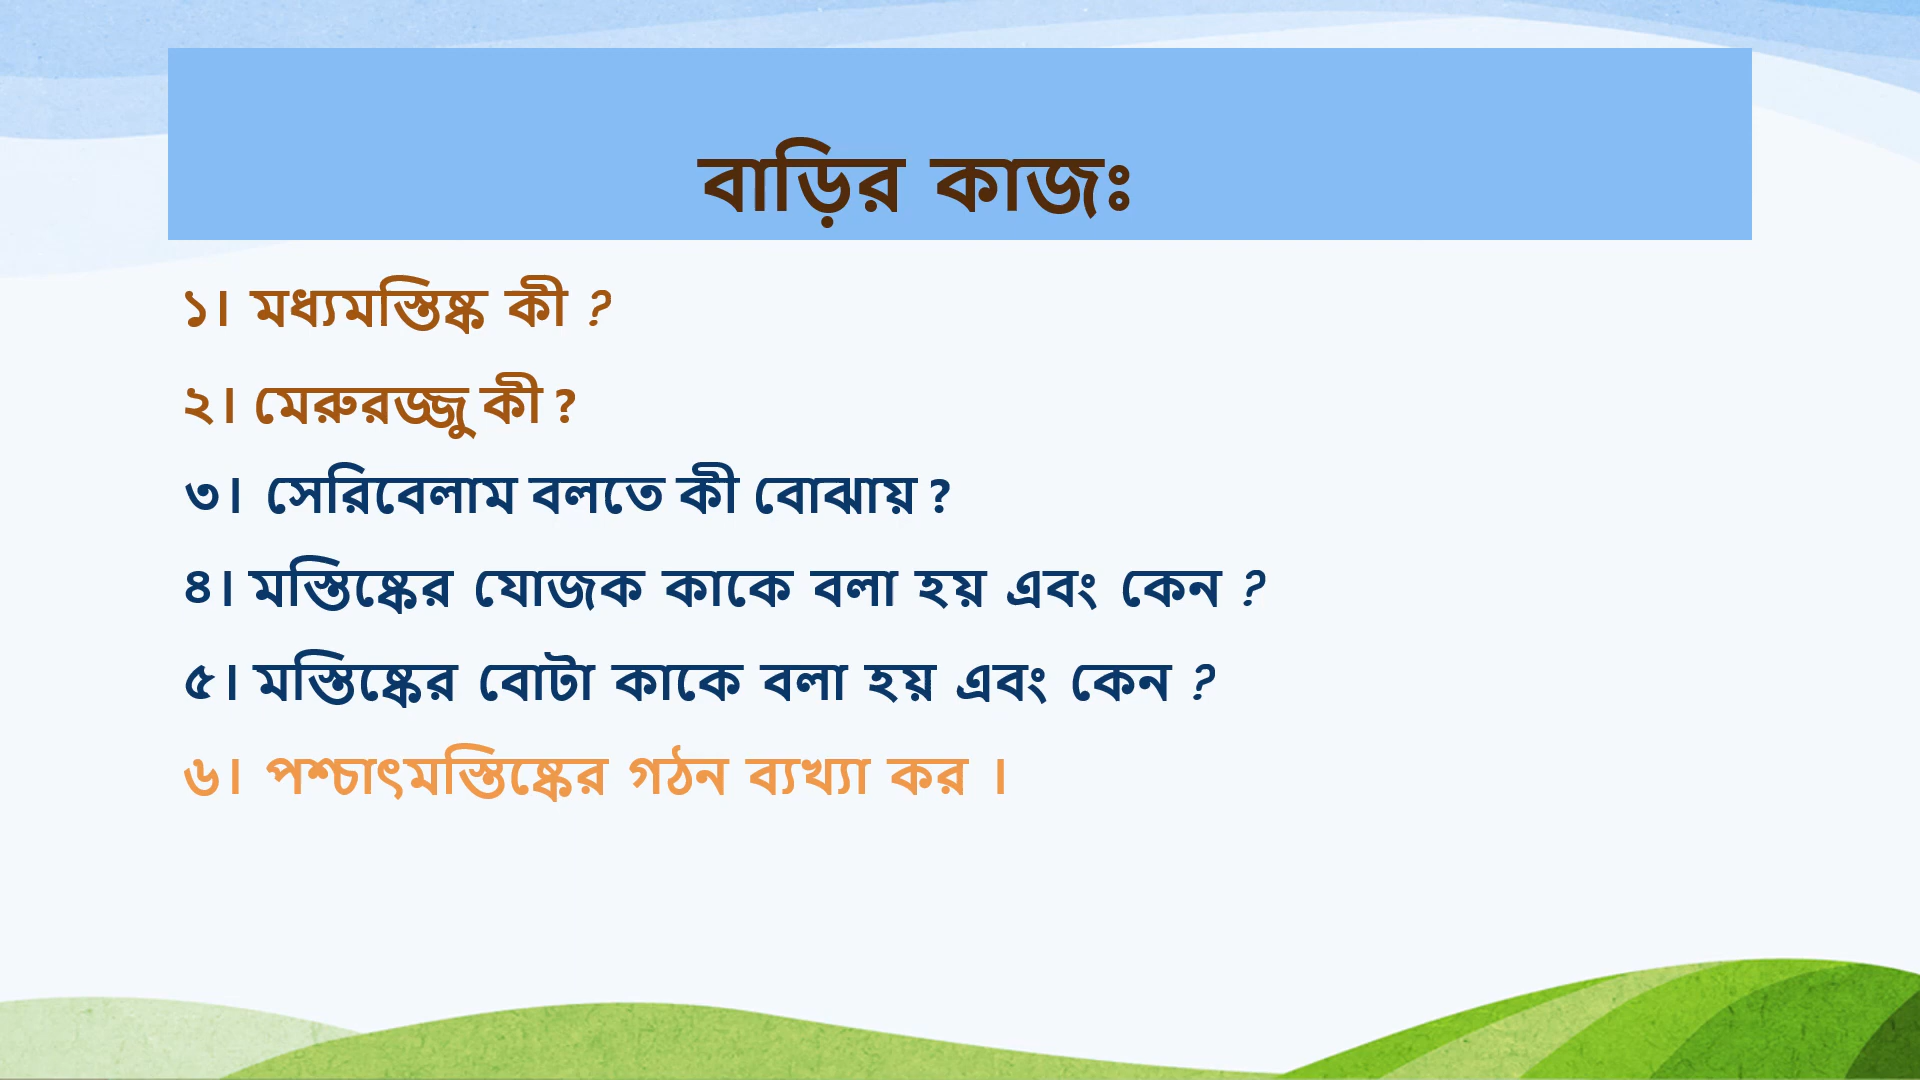 বাড়ির কাজঃ
১। মধ্যমস্তিষ্ক কী ?
২। মেরুরজ্জু কী ?
৩। সেরিবেলাম বলতে কী বোঝায় ?
৪। মস্তিষ্কের যোজক কাকে বলা হয় এবং কেন ?
৫। মস্তিষ্কের বোটা কাকে বলা হয় এবং কেন ?
৬। পশ্চাৎমস্তিষ্কের গঠন ব্যখ্যা কর ।